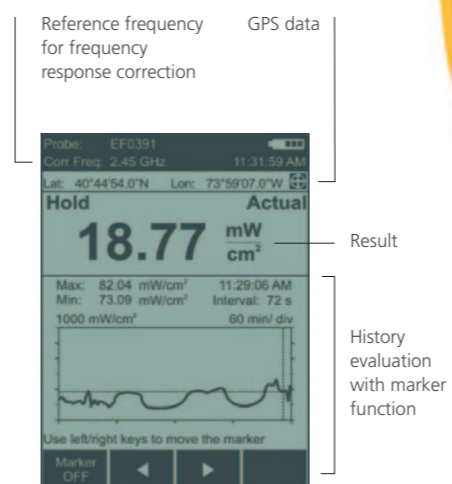 Reference frequency
for frequency
response correction
GPS data
Probe: EF0391
Corr Freq: 2.45 GHz 11:31:59 AM
Lat: 40°44'54.0"N Lon: 73°59'07.0"W
Hold Actual
18.77 mW/cm²
Result
Max: 82.04 mW/cm² 11:29:06 AM
Min: 73.09 mW/cm² Interval: 72 s
1000 mW/cm² 60 min/ div
History
evaluation
with marker
function
Use left/right keys to move the marker
Marker
OFF